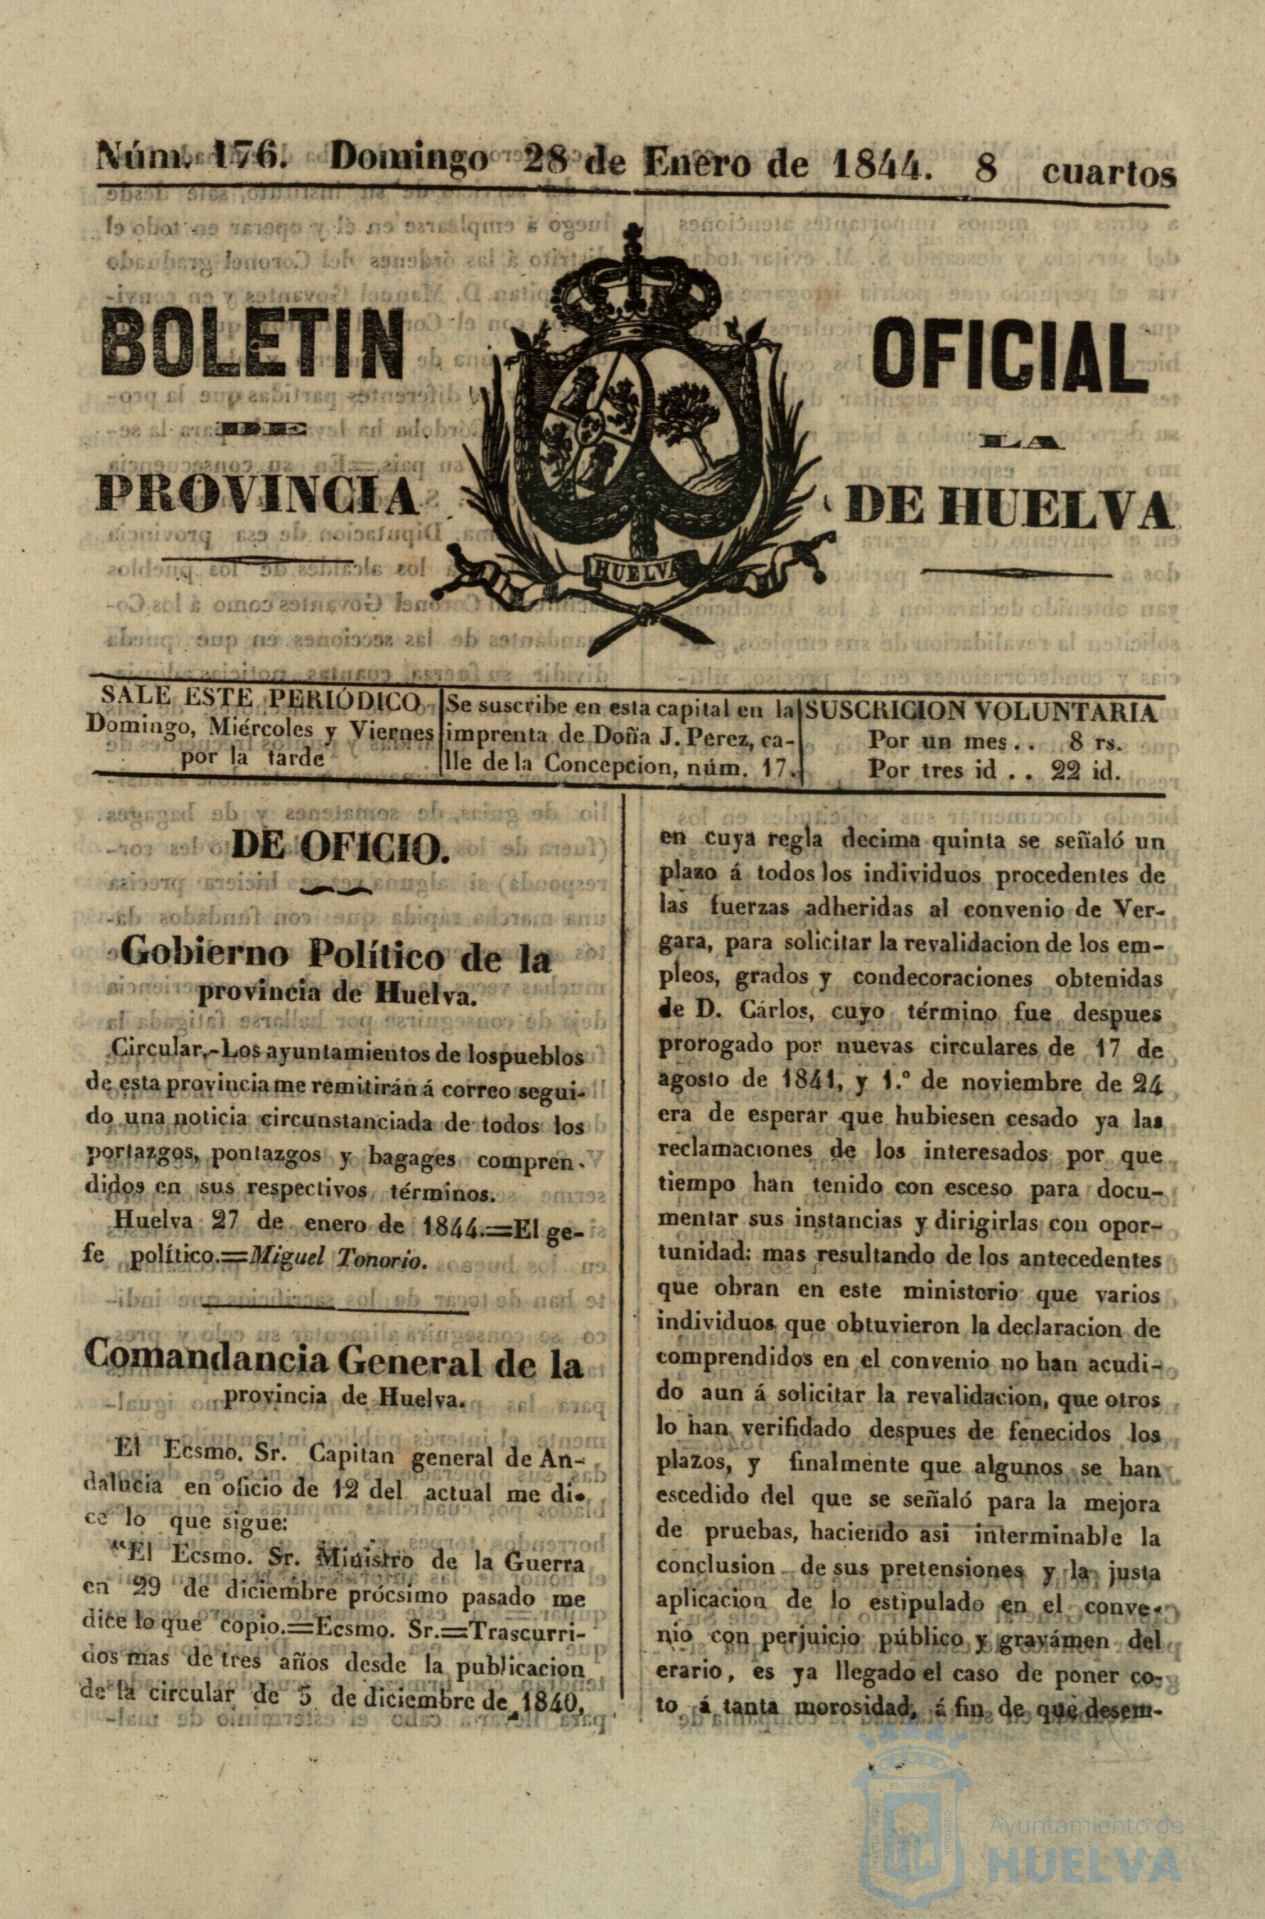 Núm. 176. Domingo 28 de Enero de 1844. 8 cuartos
BOLETIN OFICIAL
DE LA
PROVINCIA DE HUELVA
HUELVA
SALE ESTE PERIÓDICO
Domingo, Miércoles y Viernes
por la tarde
Se suscribe en esta capital en la
imprenta de Doña J. Perez, ca-
lle de la Concepcion, núm. 17.
SUSCRICION VOLUNTARIA
Por un mes . . 8 rs.
Por tres id . . 22 id.
DE OFICIO.
Gobierno Político de la
provincia de Huelva.
Circular.-Los ayuntamientos de lospueblos
de esta provincia me remitirán á correo segui-
do una noticia circunstanciada de todos los
portazgos, pontazgos y bagages compren-
didos en sus respectivos términos.
Huelva 27 de enero de 1844.=El ge-
fe político.=Miguel Tonorio.
Comandancia General de la
provincia de Huelva.
El Ecsmo. Sr. Capitan general de An-
dalucia en oficio de 12 del actual me di-
ce lo que sigue:
"El Ecsmo. Sr. Ministro de la Guerra
en 29 de diciembre prócsimo pasado me
dice lo que copio.=Ecsmo. Sr.=Trascurri-
dos mas de tres años desde la publicacion
de la circular de 5 de diciembre de 1840,
en cuya regla decima quinta se señaló un
plazo á todos los individuos procedentes de
las fuerzas adheridas al convenio de Ver-
gara, para solicitar la revalidacion de los em-
pleos, grados y condecoraciones obtenidas
de D. Cárlos, cuyo término fue despues
prorogado por nuevas circulares de 17 de
agosto de 1841, y 1.º de noviembre de 24
era de esperar que hubiesen cesado ya las
reclamaciones de los interesados por que
tiempo han tenido con esceso para docu-
mentar sus instancias y dirigirlas con opor-
tunidad: mas resultando de los antecedentes
que obran en este ministerio que varios
individuos que obtuvieron la declaracion de
comprendidos en el convenio no han acudi-
do aun á solicitar la revalidacion, que otros
lo han verifidado despues de fenecidos los
plazos, y finalmente que algunos se han
escedido del que se señaló para la mejora
de pruebas, haciendo asi interminable la
conclusion de sus pretensiones y la justa
aplicacion de lo estipulado en el conve-
nio con perjuicio público y gravámen del
erario, es ya llegado el caso de poner co-
to á tanta morosidad, á fin de que desem-
Ayuntamiento de
HUELVA